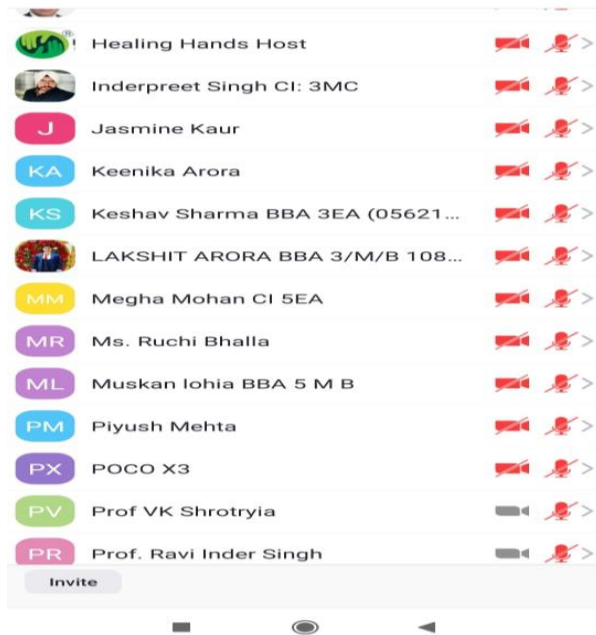 Healing Hands Host
Inderpreet Singh CI: 3MC
J Jasmine Kaur
KA Keenika Arora
KS Keshav Sharma BBA 3EA (05621...
LAKSHIT ARORA BBA 3/M/B 108...
MM Megha Mohan CI 5EA
MR Ms. Ruchi Bhalla
ML Muskan lohia BBA 5 M B
PM Piyush Mehta
PX POCO X3
PV Prof VK Shrotryia
PR Prof. Ravi Inder Singh
Invite